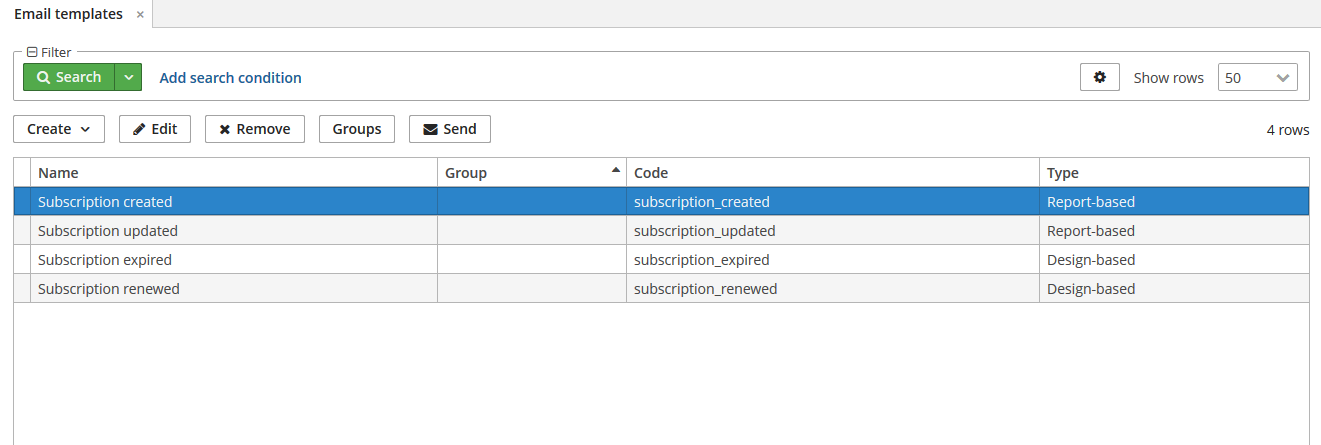 Email templates ×
Filter
Search Add search condition Show rows 50
Create Edit Remove Groups Send 4 rows
Name Group Code Type
Subscription created subscription_created Report-based
Subscription updated subscription_updated Report-based
Subscription expired subscription_expired Design-based
Subscription renewed subscription_renewed Design-based